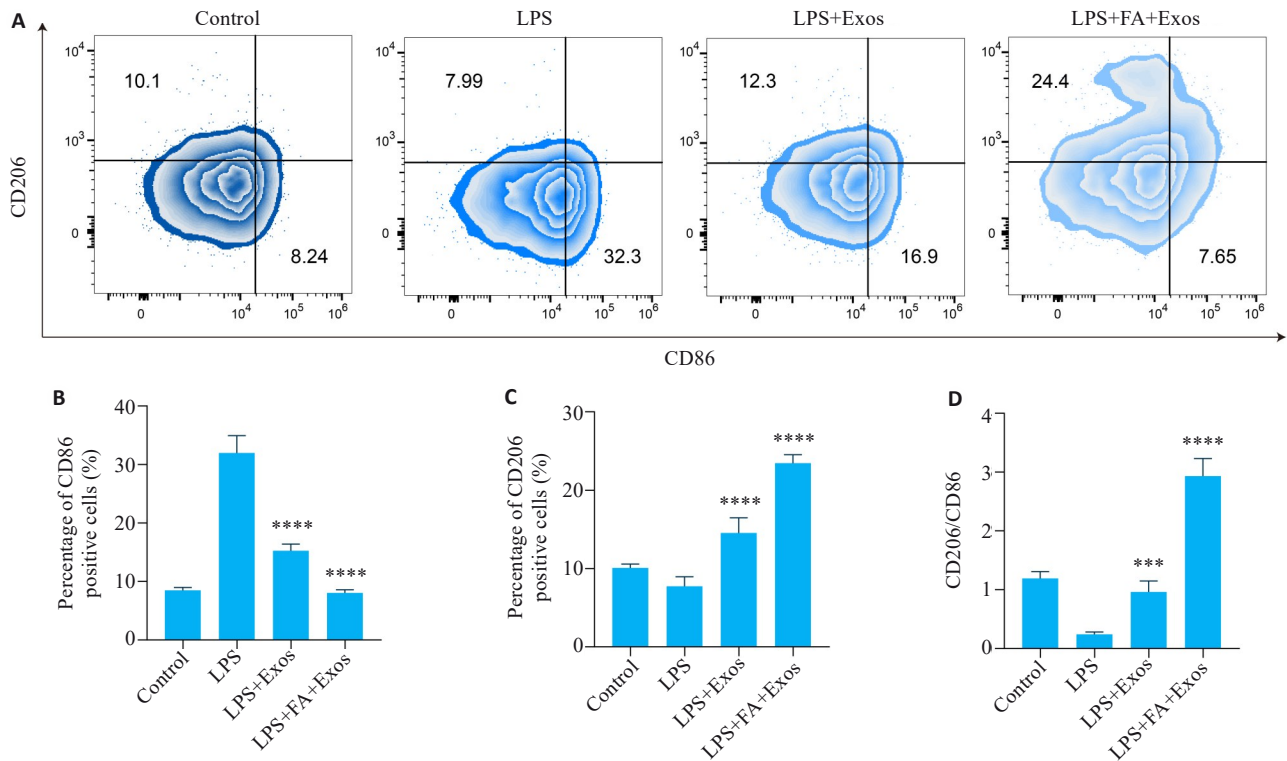 A
Control
LPS
LPS+Exos
LPS+FA+Exos
CD206
10⁴
10³
0
10.1
8.24
0
10⁴
10⁵
10⁶
10⁴
10³
0
7.99
32.3
0
10⁴
10⁵
10⁶
10⁴
10³
0
12.3
16.9
0
10⁴
10⁵
10⁶
10⁴
10³
0
24.4
7.65
0
10⁴
10⁵
10⁶
CD86
B
Percentage of CD86
positive cells (%)
40
30
20
10
0
****
****
Control
LPS
LPS+Exos
LPS+FA+Exos
C
Percentage of CD206
positive cells (%)
30
20
10
0
****
****
Control
LPS
LPS+Exos
LPS+FA+Exos
D
CD206/CD86
4
3
2
1
0
***
****
Control
LPS
LPS+Exos
LPS+FA+Exos